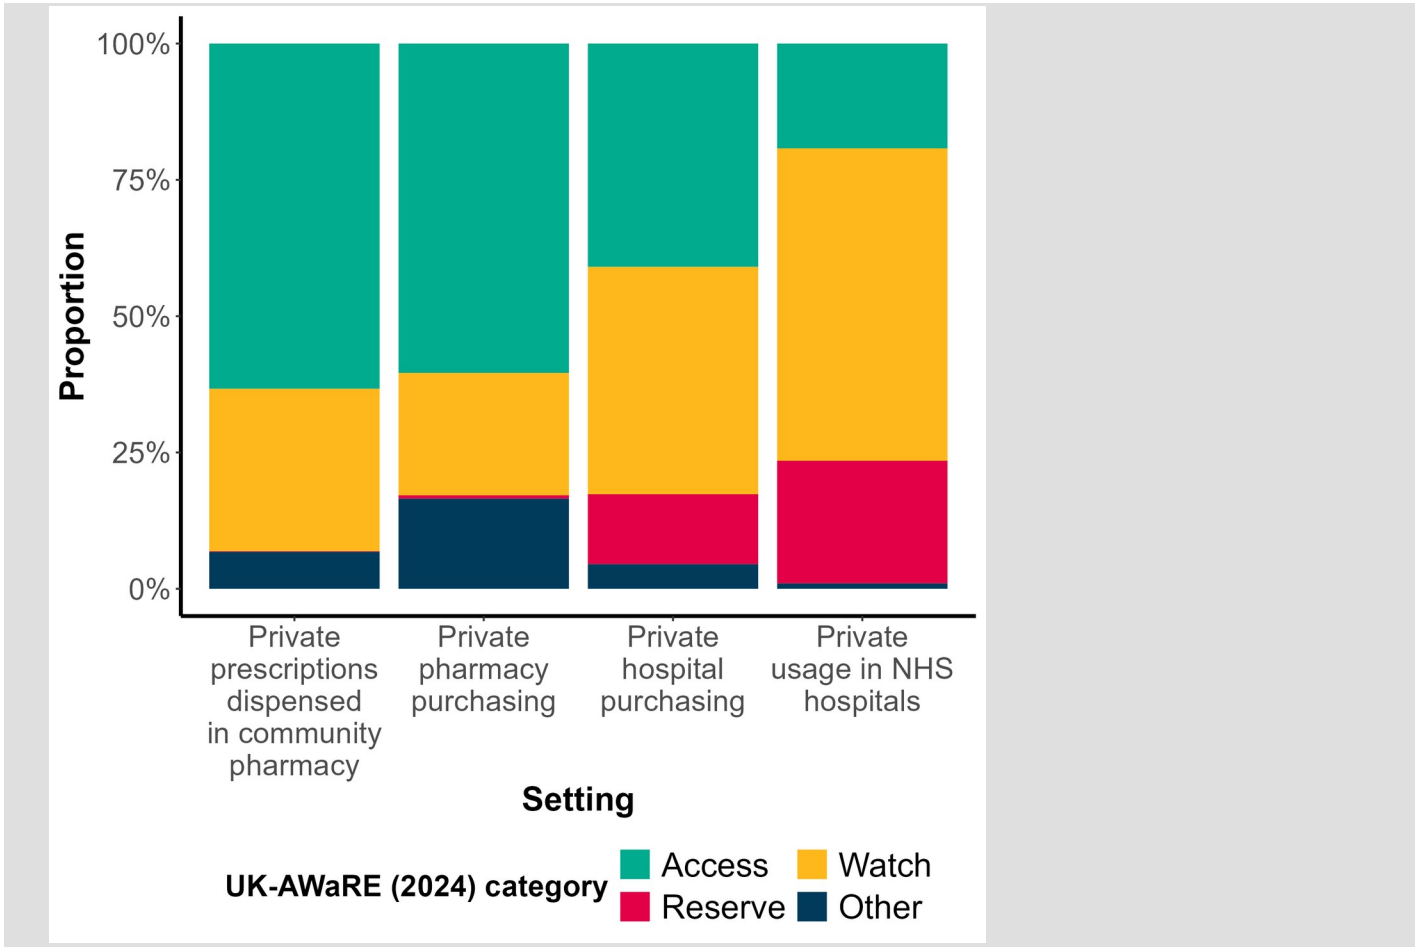 100%
75%
50%
25%
0%
Proportion
Private
prescriptions
dispensed
in community
pharmacy
Private
pharmacy
purchasing
Private
hospital
purchasing
Private
usage in NHS
hospitals
Setting
UK-AWaRE (2024) category
Access
Watch
Reserve
Other